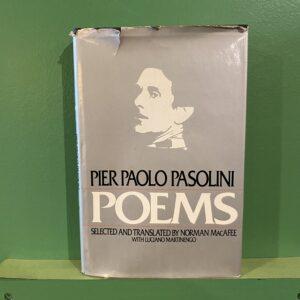 PIER PAOLO PASOLINI
POEMS
SELECTED AND TRANSLATED BY NORMAN MacAFEE
WITH LUCIANO MARTINENGO